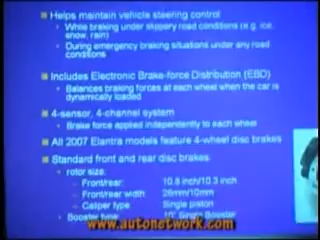 Helps maintain vehicle steering control
While braking under slippery road conditions (e.g. ice,
snow, rain)
During emergency braking situations under any road
conditions
Includes Electronic Brake-force Distribution (EBD)
Balances braking forces at each wheel when the car is
dynamically loaded
4-sensor, 4-channel system
Brake force applied independently to each wheel
All 2007 Elantra models feature 4-wheel disc brakes
Standard front and rear disc brakes
rotor size:
Front/rear: 10.8 inch/10.3 inch
Front/rear width 26mm/10mm
Caliper type Single piston
Booster type: 10" Single Booster
www.autonetwork.com